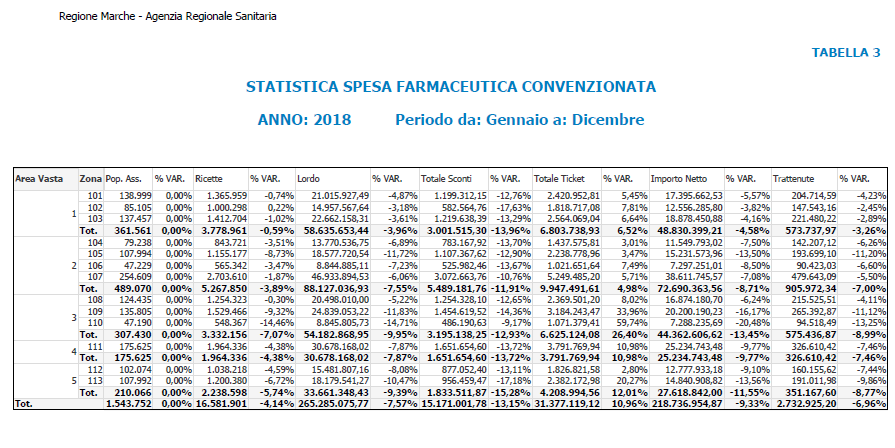 Regione Marche - Agenzia Regionale Sanitaria
TABELLA 3
STATISTICA SPESA FARMACEUTICA CONVENZIONATA
ANNO: 2018 Periodo da: Gennaio a: Dicembre
Area Vasta Zona Pop. Ass. % VAR. Ricette % VAR. Lordo % VAR. Totale Sconti % VAR. Totale Ticket % VAR. Importo Netto % VAR. Trattenute % VAR.
101 138.999 0,00% 1.365.959 -0,74% 21.015.927,49 -4,87% 1.199.312,15 -12,76% 2.420.952,81 5,45% 17.395.662,53 -5,57% 204.714,59 -4,23%
1 102 85.105 0,00% 1.000.298 0,22% 14.957.567,64 -3,18% 582.564,76 -17,63% 1.818.717,08 7,81% 12.556.285,80 -3,82% 147.543,16 -2,45%
103 137.457 0,00% 1.412.704 -1,02% 22.662.158,31 -3,61% 1.219.638,39 -13,29% 2.564.069,04 6,64% 18.878.450,88 -4,16% 221.480,22 -2,89%
Tot. 361.561 0,00% 3.778.961 -0,59% 58.635.653,44 -3,96% 3.001.515,30 -13,96% 6.803.738,93 6,52% 48.830.399,21 -4,58% 573.737,97 -3,26%
104 79.238 0,00% 843.721 -3,51% 13.770.536,75 -6,89% 783.167,92 -13,70% 1.437.575,81 3,01% 11.549.793,02 -7,50% 142.207,12 -6,26%
105 107.994 0,00% 1.155.177 -8,73% 18.577.720,54 -11,72% 1.107.367,62 -12,90% 2.238.778,96 3,47% 15.231.573,96 -13,50% 193.699,10 -11,20%
2 106 47.229 0,00% 565.342 -3,47% 8.844.885,11 -7,23% 525.982,46 -13,67% 1.021.651,64 7,49% 7.297.251,01 -8,50% 90.423,03 -6,60%
107 254.609 0,00% 2.703.610 -1,87% 46.933.894,53 -6,06% 3.072.663,76 -10,76% 5.249.485,20 5,71% 38.611.745,57 -7,08% 479.643,09 -5,50%
Tot. 489.070 0,00% 5.267.850 -3,89% 88.127.036,93 -7,55% 5.489.181,76 -11,91% 9.947.491,61 4,98% 72.690.363,56 -8,71% 905.972,34 -7,00%
108 124.435 0,00% 1.254.323 -0,30% 20.498.010,00 -5,22% 1.254.328,10 -12,65% 2.369.501,20 8,02% 16.874.180,70 -6,24% 215.525,51 -4,11%
3 109 135.805 0,00% 1.529.466 -9,32% 24.839.053,22 -11,83% 1.454.619,52 -14,36% 3.184.243,47 33,96% 20.200.190,23 -16,17% 265.392,87 -11,12%
110 47.190 0,00% 548.367 -14,46% 8.845.805,73 -14,71% 486.190,63 -9,17% 1.071.379,41 59,74% 7.288.235,69 -20,48% 94.518,49 -13,25%
Tot. 307.430 0,00% 3.332.156 -7,07% 54.182.868,95 -9,95% 3.195.138,25 -12,93% 6.625.124,08 26,40% 44.362.606,62 -13,45% 575.436,87 -8,99%
4 111 175.625 0,00% 1.964.336 -4,38% 30.678.168,02 -7,87% 1.651.654,60 -13,72% 3.791.769,94 10,98% 25.234.743,48 -9,77% 326.610,42 -7,46%
Tot. 175.625 0,00% 1.964.336 -4,38% 30.678.168,02 -7,87% 1.651.654,60 -13,72% 3.791.769,94 10,98% 25.234.743,48 -9,77% 326.610,42 -7,46%
112 102.074 0,00% 1.038.218 -4,59% 15.481.807,16 -8,08% 877.052,40 -13,11% 1.826.821,58 2,80% 12.777.933,18 -9,10% 160.155,62 -7,44%
5 113 107.992 0,00% 1.200.380 -6,72% 18.179.541,27 -10,47% 956.459,47 -17,18% 2.382.172,98 20,27% 14.840.908,82 -13,56% 191.011,98 -9,86%
Tot. 210.066 0,00% 2.238.598 -5,74% 33.661.348,43 -9,39% 1.833.511,87 -15,28% 4.208.994,56 12,01% 27.618.842,00 -11,55% 351.167,60 -8,77%
Tot. 1.543.752 0,00% 16.581.901 -4,14% 265.285.075,77 -7,57% 15.171.001,78 -13,15% 31.377.119,12 10,96% 218.736.954,87 -9,33% 2.732.925,20 -6,96%